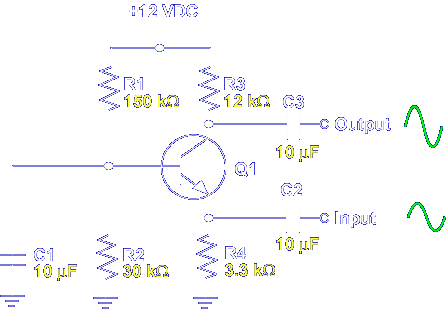 +12 VDC
R1
150 kΩ
R3
12 kΩ
C3
10 µF
Output
Q1
C2
10 µF
Input
C1
10 µF
R2
30 kΩ
R4
3.3 kΩ